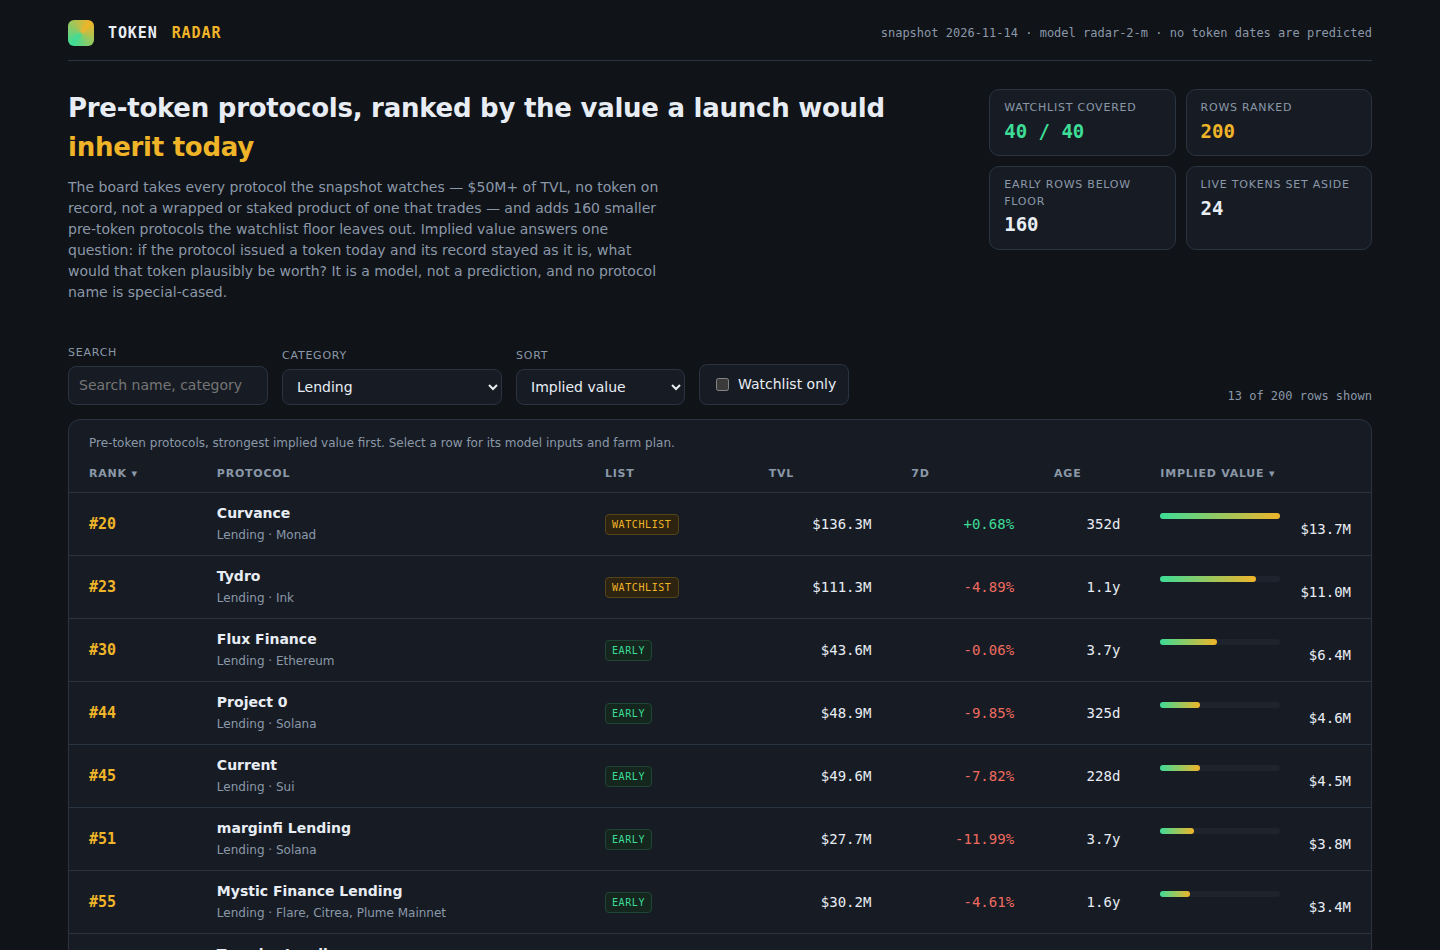 TOKEN RADAR
snapshot 2026-11-14 · model radar-2-m · no token dates are predicted
Pre-token protocols, ranked by the value a launch would
inherit today
The board takes every protocol the snapshot watches — $50M+ of TVL, no token on
record, not a wrapped or staked product of one that trades — and adds 160 smaller
pre-token protocols the watchlist floor leaves out. Implied value answers one
question: if the protocol issued a token today and its record stayed as it is, what
would that token plausibly be worth? It is a model, not a prediction, and no protocol
name is special-cased.
WATCHLIST COVERED
40 / 40
ROWS RANKED
200
EARLY ROWS BELOW
FLOOR
160
LIVE TOKENS SET ASIDE
24
SEARCH
Search name, category
CATEGORY
Lending
SORT
Implied value
Watchlist only
13 of 200 rows shown
Pre-token protocols, strongest implied value first. Select a row for its model inputs and farm plan.
RANK ▾ PROTOCOL LIST TVL 7D AGE IMPLIED VALUE ▾
#20 Curvance WATCHLIST $136.3M +0.68% 352d $13.7M
Lending · Monad
#23 Tydro WATCHLIST $111.3M -4.89% 1.1y $11.0M
Lending · Ink
#30 Flux Finance EARLY $43.6M -0.06% 3.7y $6.4M
Lending · Ethereum
#44 Project 0 EARLY $48.9M -9.85% 325d $4.6M
Lending · Solana
#45 Current EARLY $49.6M -7.82% 228d $4.5M
Lending · Sui
#51 marginfi Lending EARLY $27.7M -11.99% 3.7y $3.8M
Lending · Solana
#55 Mystic Finance Lending EARLY $30.2M -4.61% 1.6y $3.4M
Lending · Flare, Citrea, Plume Mainnet